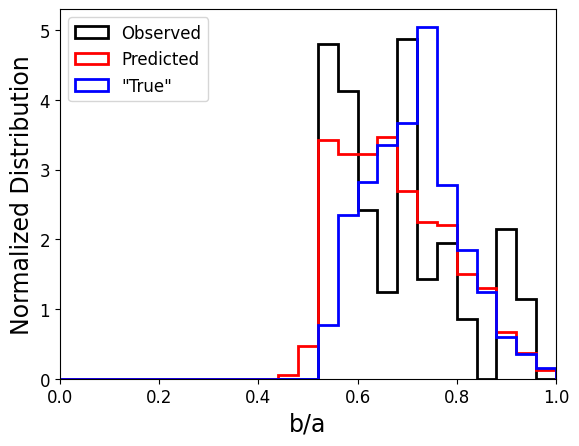 Observed
Predicted
"True"
Normalized Distribution
5
4
3
2
1
0
0.0 0.2 0.4 0.6 0.8 1.0
b/a